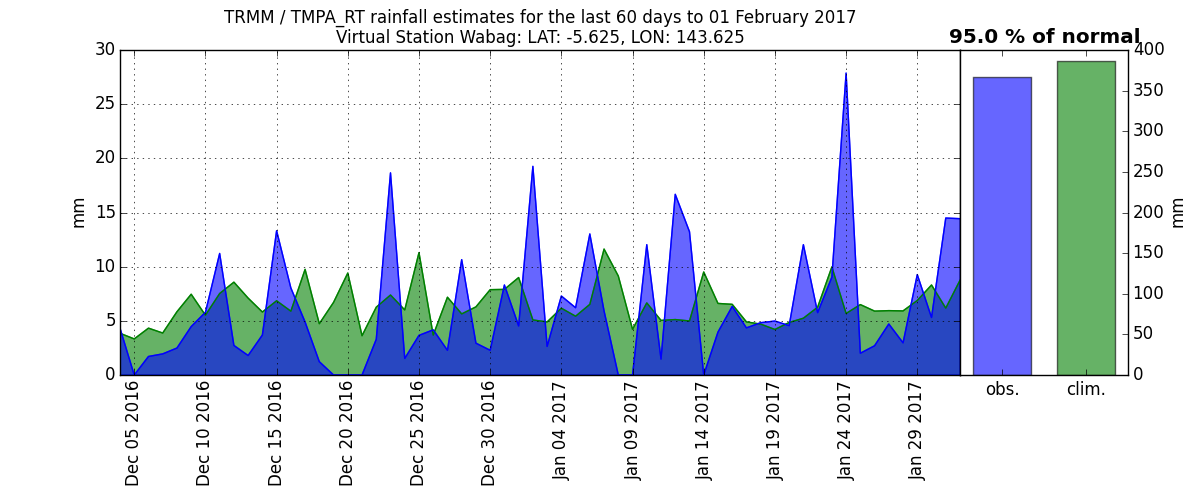 TRMM / TMPA_RT rainfall estimates for the last 60 days to 01 February 2017
Virtual Station Wabag: LAT: -5.625, LON: 143.625
95.0 % of normal
30
25
20
15
10
5
0
mm
Dec 05 2016
Dec 10 2016
Dec 15 2016
Dec 20 2016
Dec 25 2016
Dec 30 2016
Jan 04 2017
Jan 09 2017
Jan 14 2017
Jan 19 2017
Jan 24 2017
Jan 29 2017
400
350
300
250
200
150
100
50
0
mm
obs.
clim.